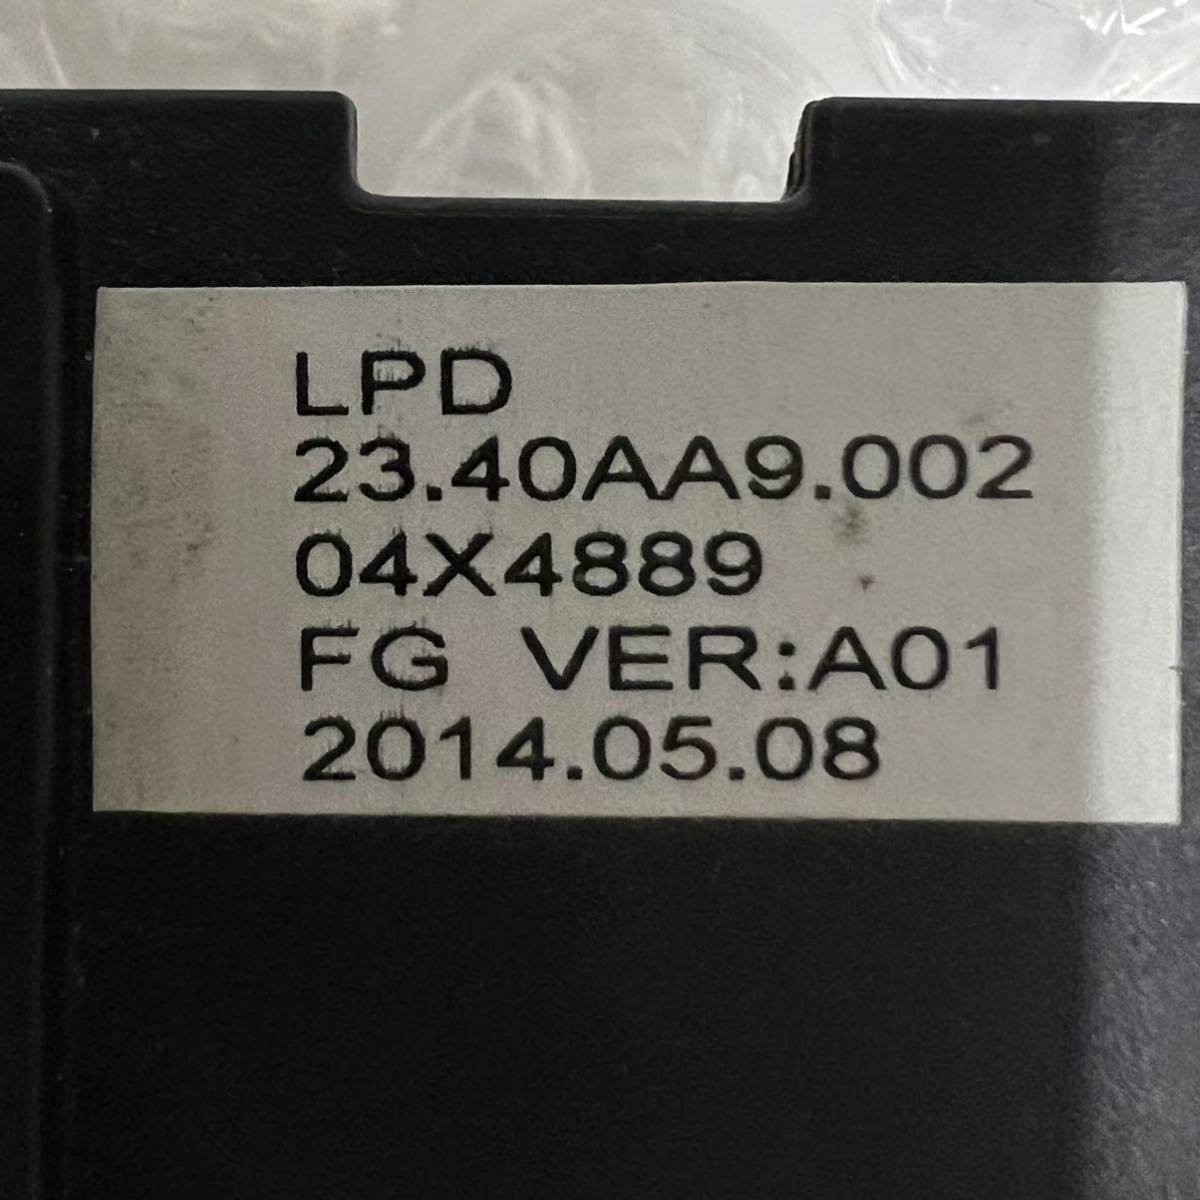 LPD
23.40AA9.002
04X4889
FG VER:A01
2014.05.08